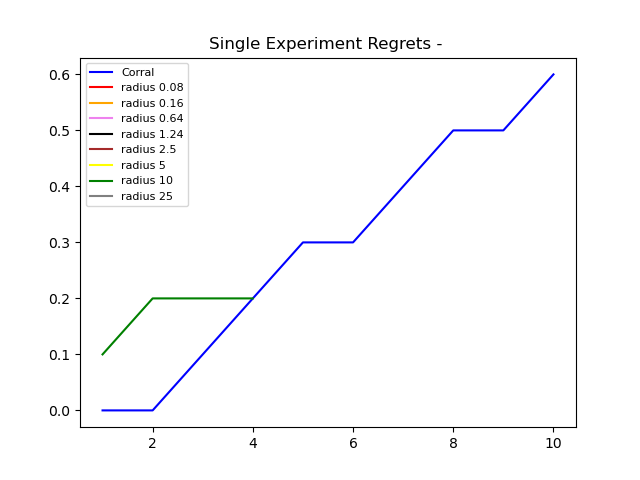 Single Experiment Regrets -
Corral
radius 0.08
radius 0.16
radius 0.64
radius 1.24
radius 2.5
radius 5
radius 10
radius 25
0.6
0.5
0.4
0.3
0.2
0.1
0.0
2 4 6 8 10